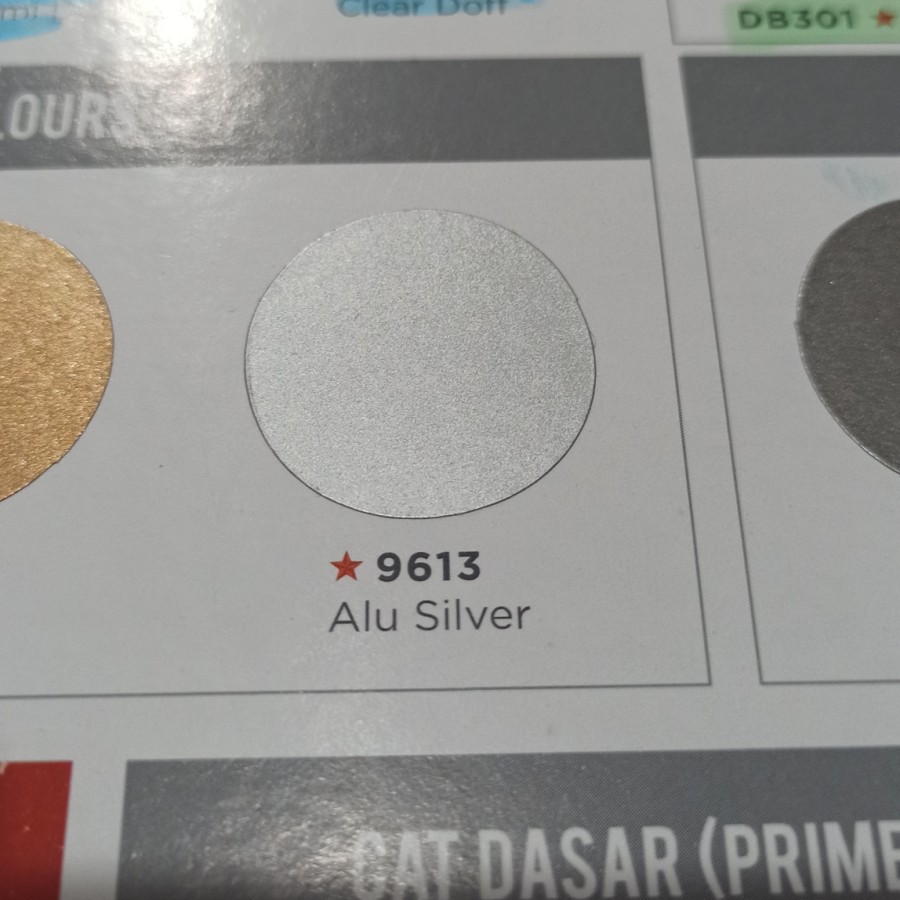 Clear Doff
DB301
LOURS
9613
Alu Silver
CAT DASAR (PRIME